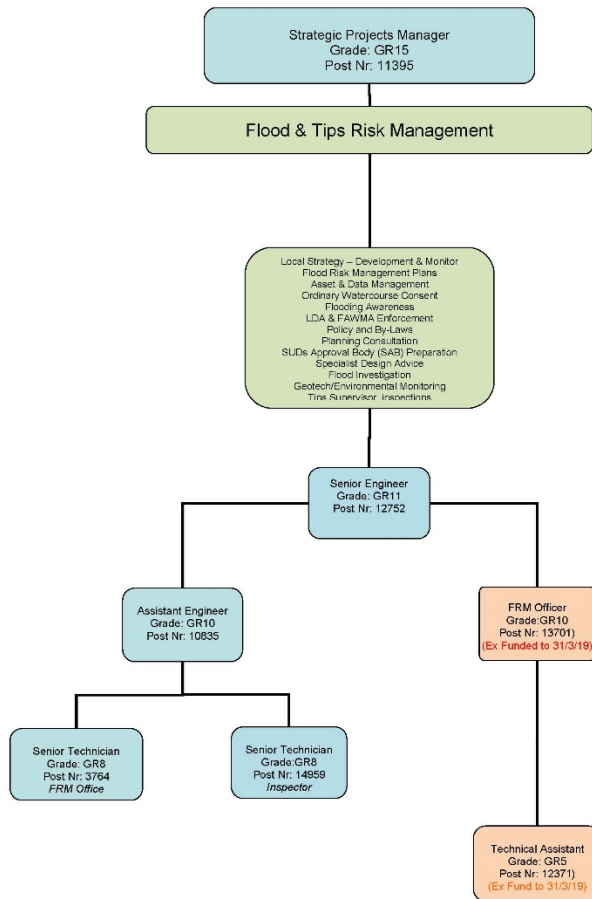 Strategic Projects Manager
Grade: GR15
Post Nr: 11395
Flood & Tips Risk Management
Local Strategy – Development & Monitor
Flood Risk Management Plans
Asset & Data Management
Ordinary Watercourse Consent
Flooding Awareness
LDA & FAWMA Enforcement
Policy and By-Laws
Planning Consultation
SUDs Approval Body (SAB) Preparation
Specialist Design Advice
Flood Investigation
Geotech/Environmental Monitoring
Tips Supervisor inspections
Senior Engineer
Grade: GR11
Post Nr: 12752
Assistant Engineer
Grade: GR10
Post Nr: 10835
FRM Officer
Grade:GR10
Post Nr: 13701)
(Ex Funded to 31/3/19)
Senior Technician
Grade: GR8
Post Nr: 3764
FRM Office
Senior Technician
Grade:GR8
Post Nr: 14959
Inspector
Technical Assistant
Grade: GR5
Post Nr: 12371)
(Ex Fund to 31/3/19)